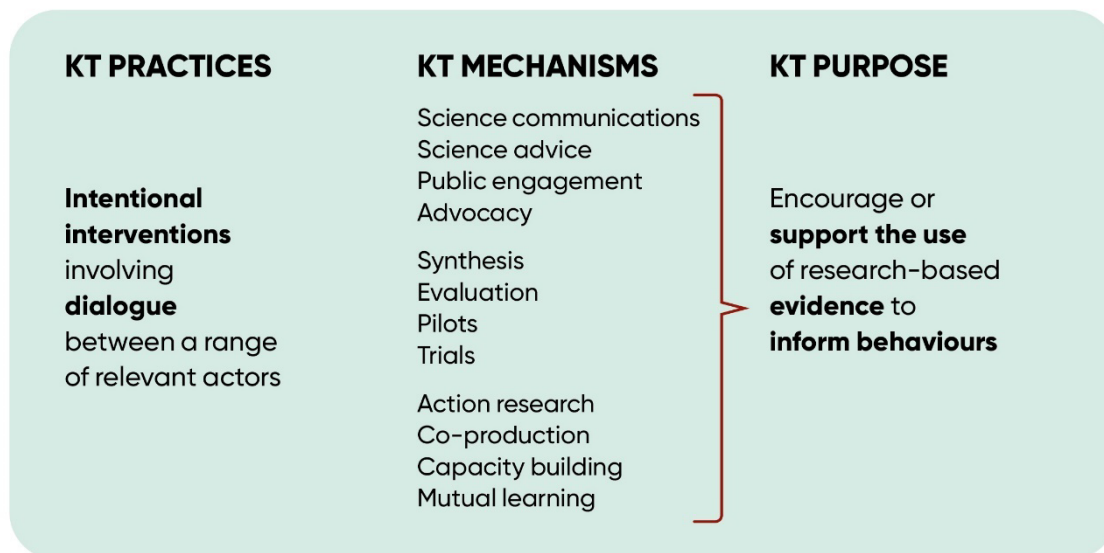 KT PRACTICES
Intentional
interventions
involving
dialogue
between a range
of relevant actors
KT MECHANISMS
Science communications
Science advice
Public engagement
Advocacy
Synthesis
Evaluation
Pilots
Trials
Action research
Co-production
Capacity building
Mutual learning
KT PURPOSE
Encourage or
support the use
of research-based
evidence to
inform behaviours